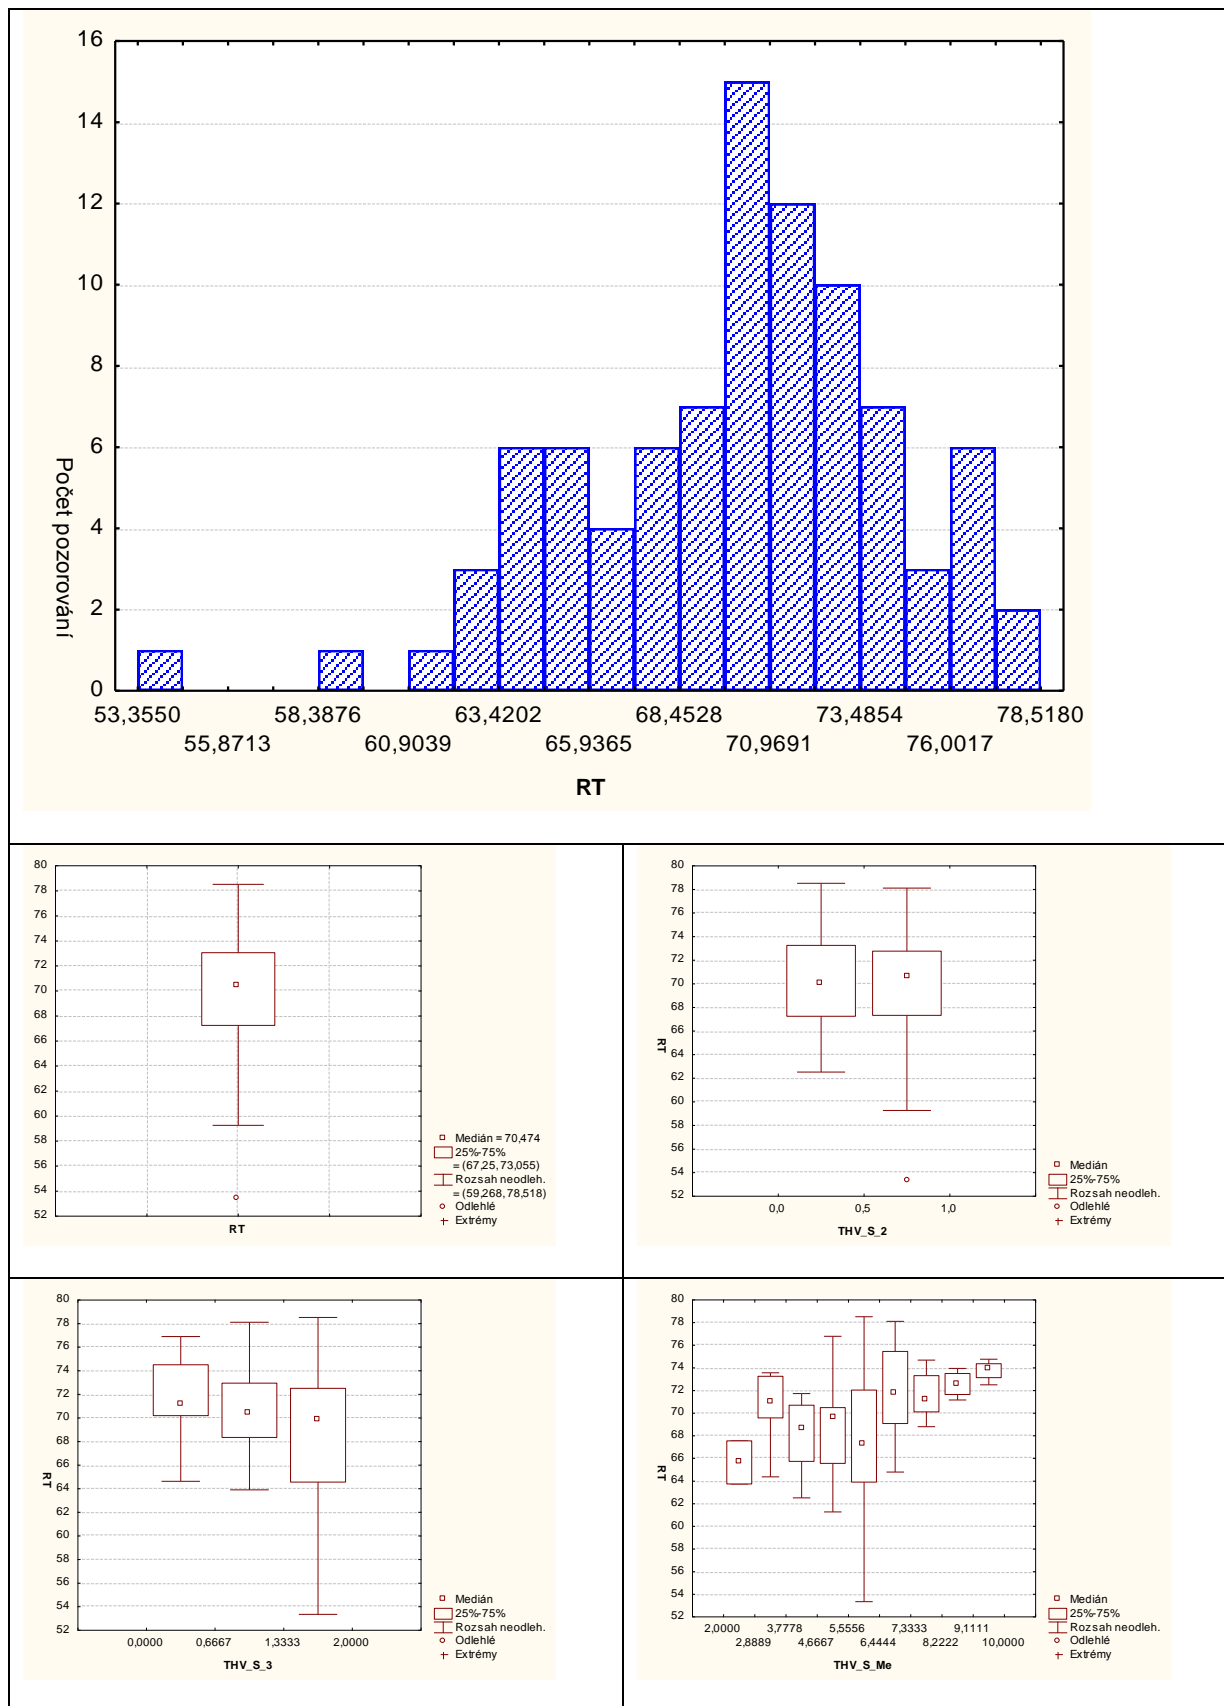 16
14
12
10
8
6
4
2
0
Počet pozorování
53,3550 58,3876 63,4202 68,4528 73,4854 78,5180
55,8713 60,9039 65,9365 70,9691 76,0017
RT
80
78
76
74
72
70
68
66
64
62
60
58
56
54
52
RT
Medián = 70,474
25%-75%
= (67,25, 73,055)
Rozsah neodleh.
= (59,268, 78,518)
Odlehlé
Extrémy
80
78
76
74
72
70
68
66
64
62
60
58
56
54
52
RT
0,0 0,5 1,0
THV_S_2
Medián
25%-75%
Rozsah neodleh.
Odlehlé
Extrémy
80
78
76
74
72
70
68
66
64
62
60
58
56
54
52
RT
0,0000 0,6667 1,3333 2,0000
THV_S_3
Medián
25%-75%
Rozsah neodleh.
Odlehlé
Extrémy
80
78
76
74
72
70
68
66
64
62
60
58
56
54
52
RT
2,0000 3,7778 5,5556 7,3333 9,1111
2,8889 4,6667 6,4444 8,2222 10,0000
THV_S_Me
Medián
25%-75%
Rozsah neodleh.
Odlehlé
Extrémy